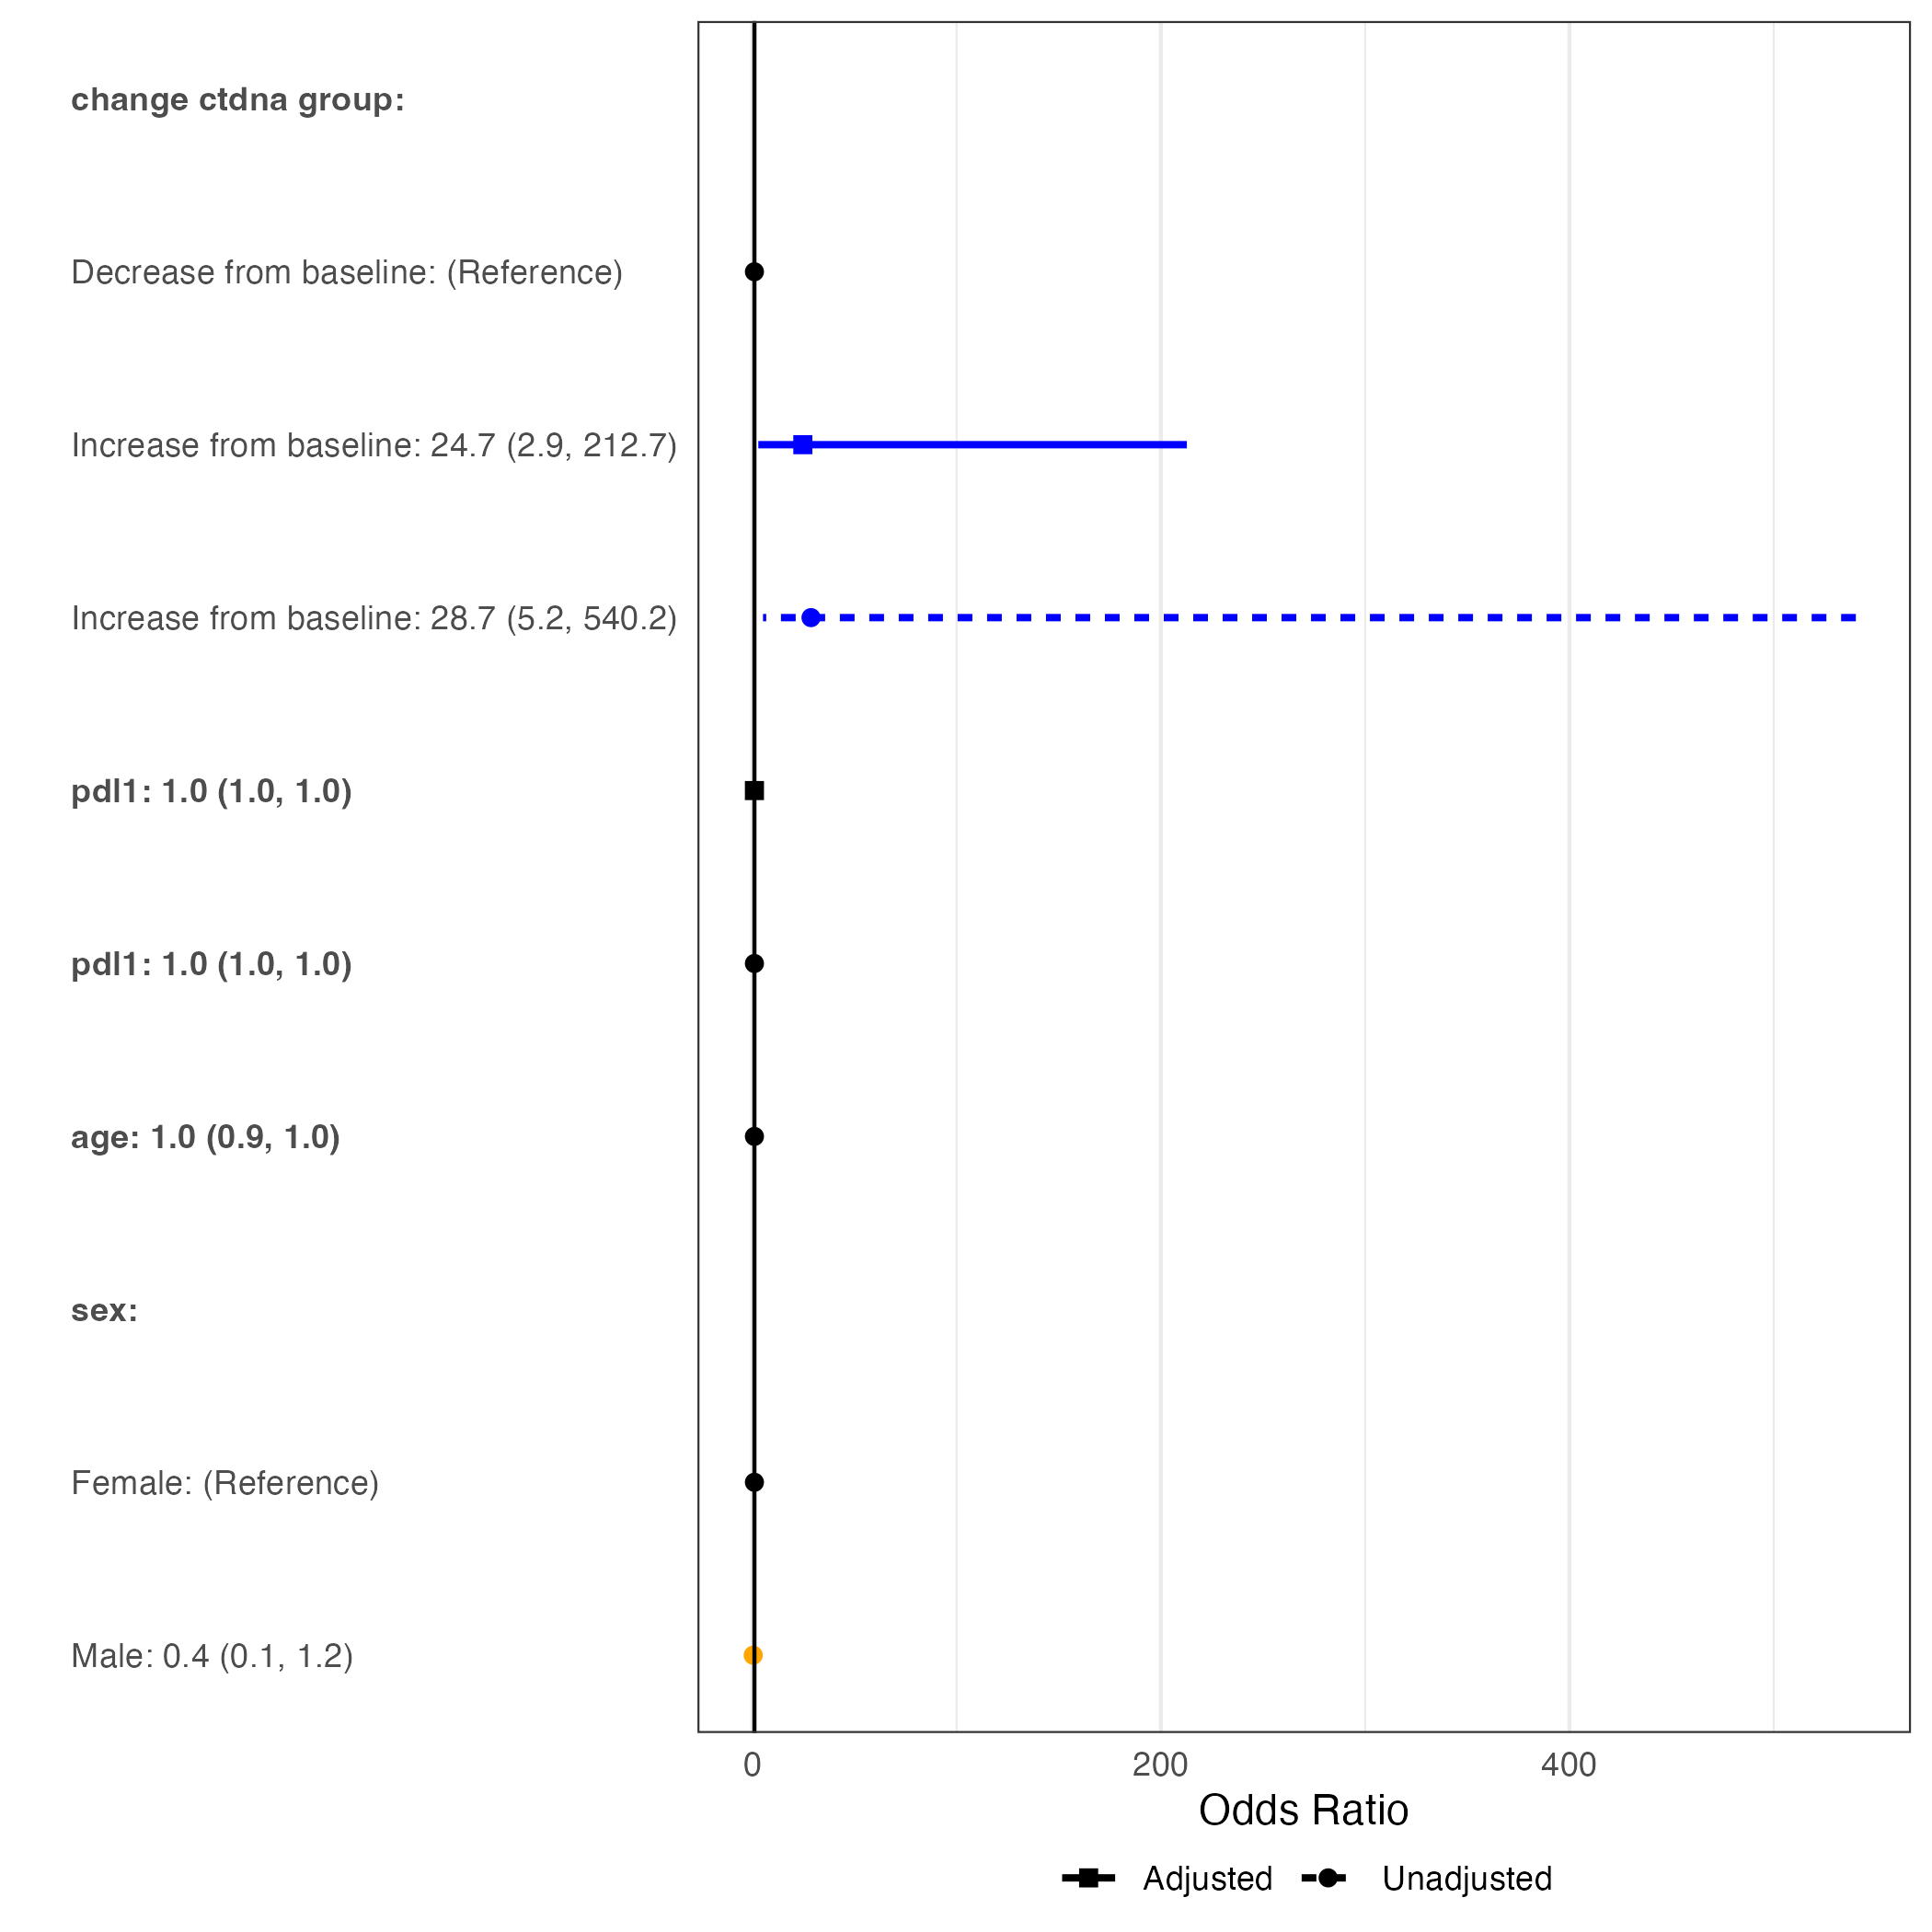 change ctdna group:
Decrease from baseline: (Reference)
Increase from baseline: 24.7 (2.9, 212.7)
Increase from baseline: 28.7 (5.2, 540.2)
pdl1: 1.0 (1.0, 1.0)
pdl1: 1.0 (1.0, 1.0)
age: 1.0 (0.9, 1.0)
sex:
Female: (Reference)
Male: 0.4 (0.1, 1.2)
0 200 400
Odds Ratio
Adjusted Unadjusted